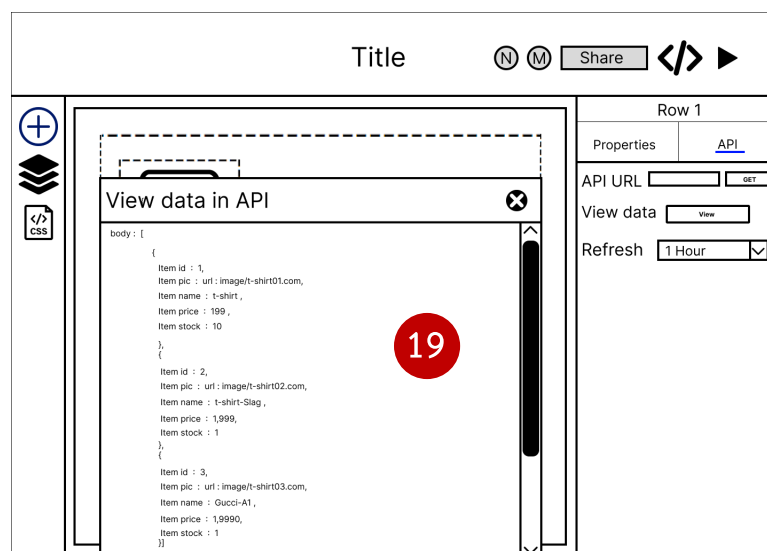 Title
N M Share </>
Row 1
Properties API
API URL GET
View data View
Refresh 1 Hour
</>
CSS
View data in API
body : [
{
Item id : 1,
Item pic : url : image/t-shirt01.com,
Item name : t-shirt ,
Item price : 199 ,
Item stock : 10
},
{
Item id : 2,
Item pic : url : image/t-shirt02.com,
Item name : t-shirt-Slag ,
Item price : 1,999,
Item stock : 1
},
{
Item id : 3,
Item pic : url : image/t-shirt03.com,
Item name : Gucci-A1 ,
Item price : 1,9990,
Item stock : 1
}]
19